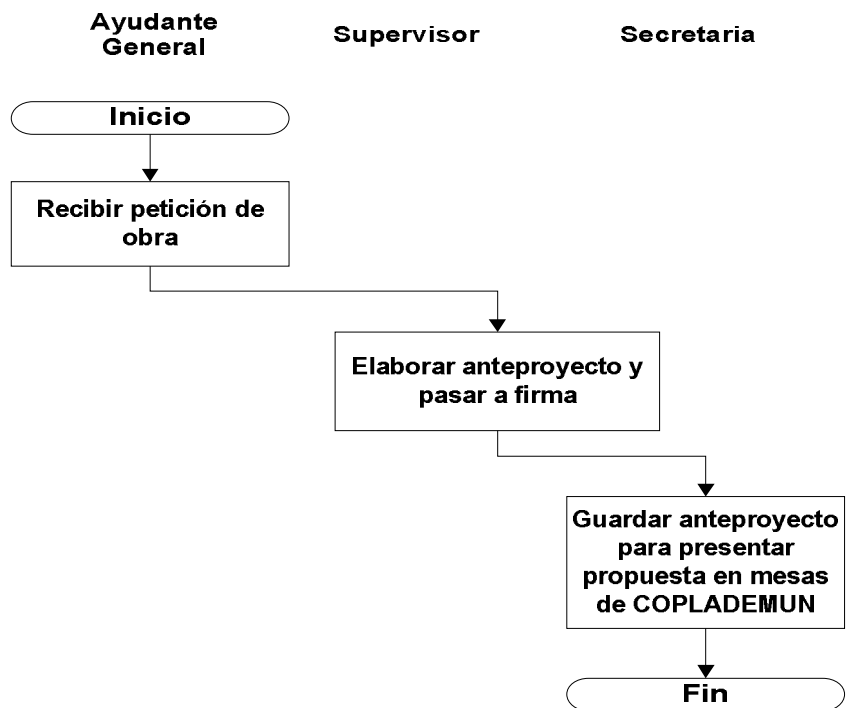 Ayudante
General
Supervisor
Secretaria
Inicio
Recibir petición de
obra
Elaborar anteproyecto y
pasar a firma
Guardar anteproyecto
para presentar
propuesta en mesas
de COPLADEMUN
Fin